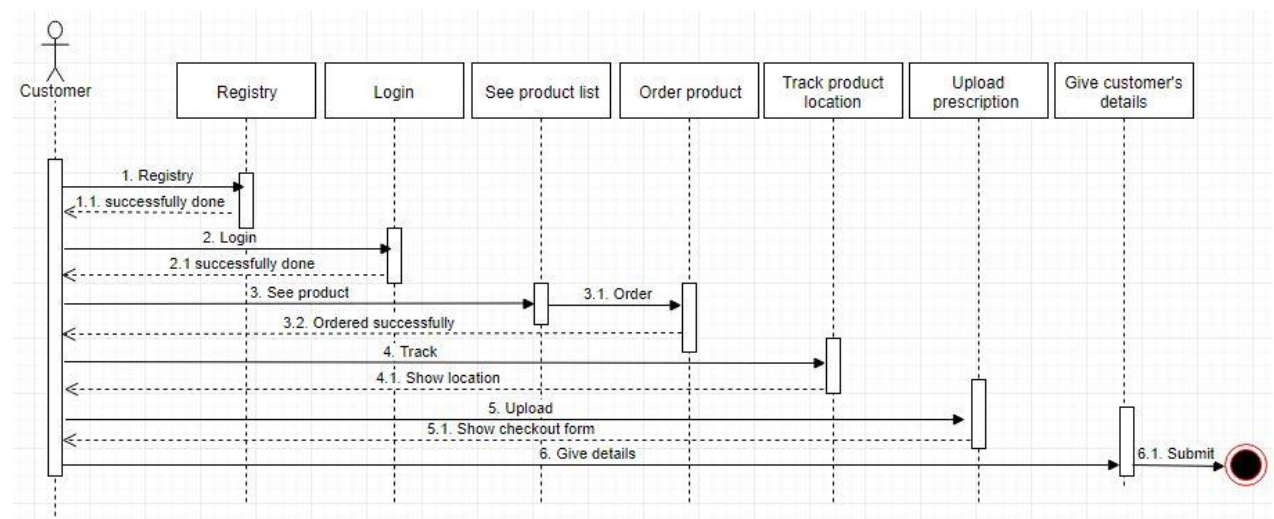 Customer
Registry
Login
See product list
Order product
Track product
location
Upload
prescription
Give customer's
details
1. Registry
1.1. successfully done
2. Login
2.1 successfully done
3. See product
3.1. Order
3.2. Ordered successfully
4. Track
4.1. Show location
5. Upload
5.1. Show checkout form
6. Give details
6.1. Submit